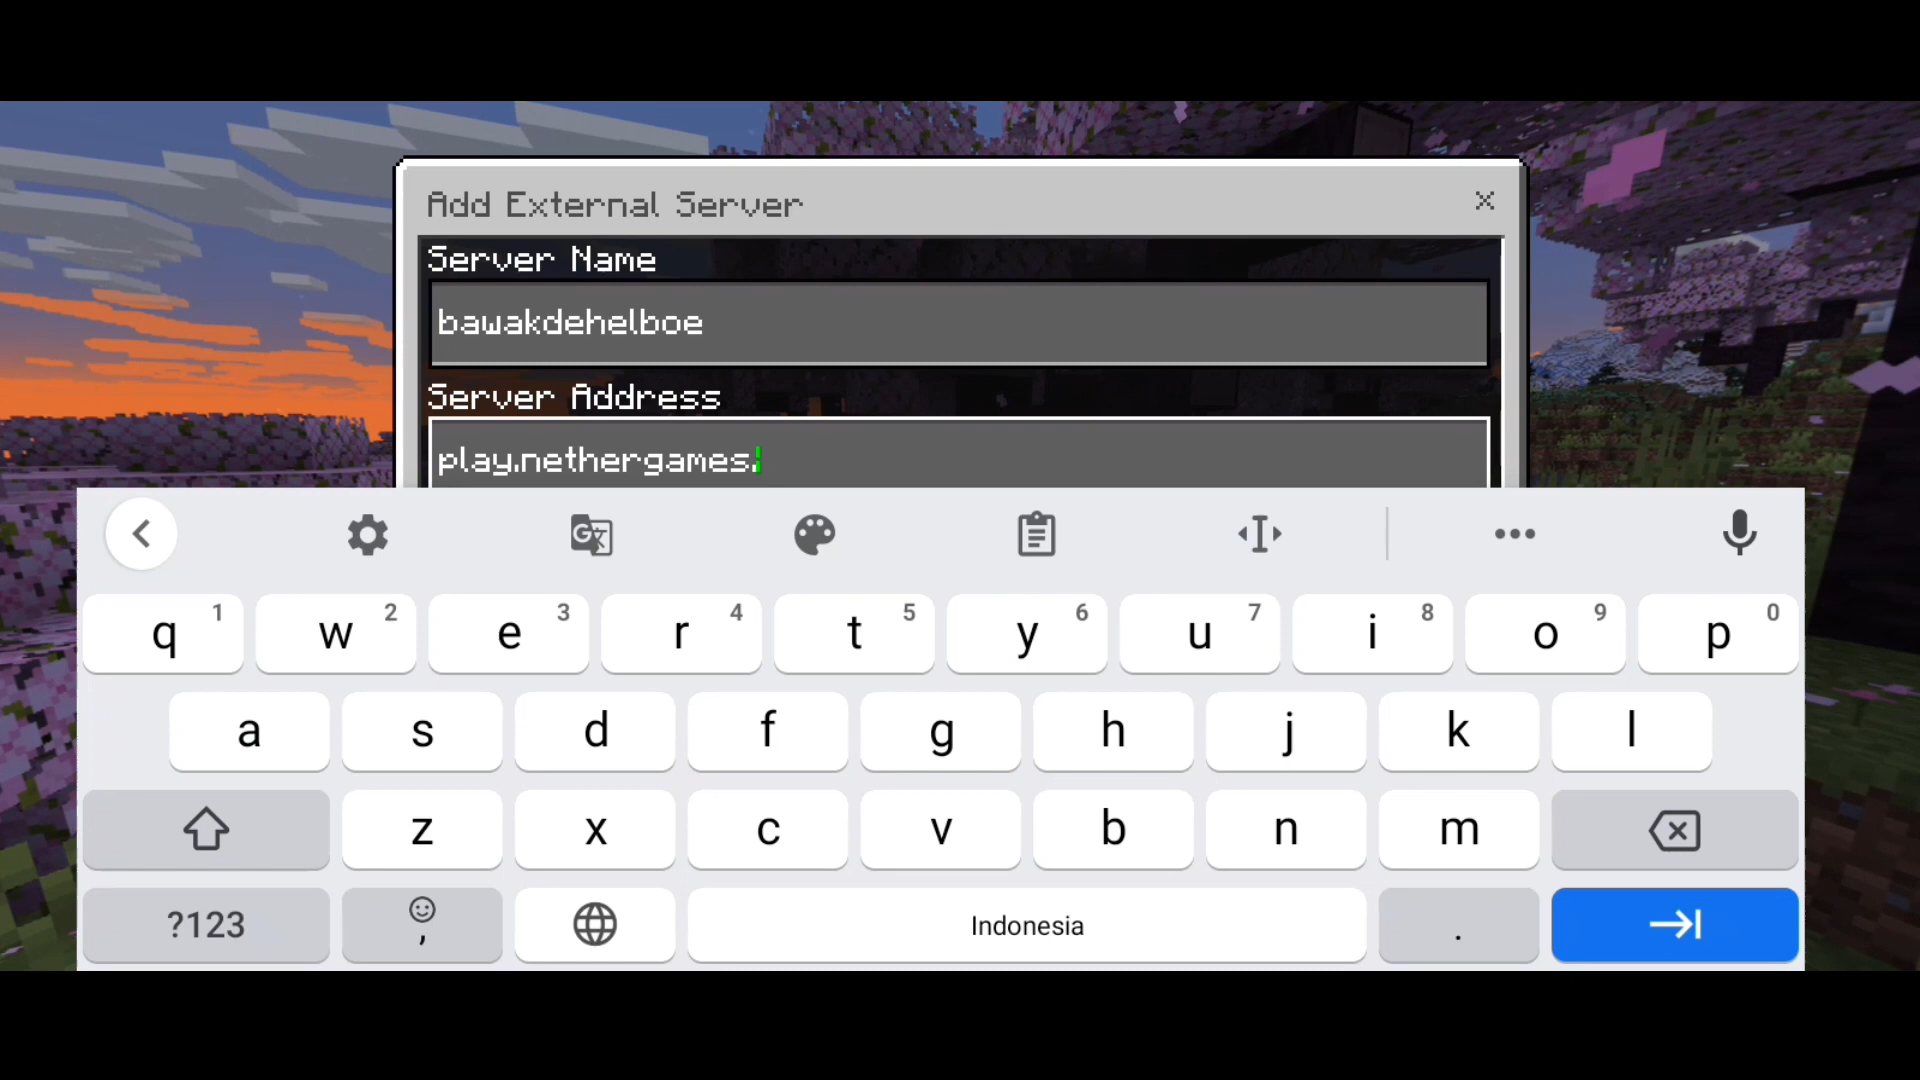 Add External Server
Server Name
bawakdehelboe
Server Address
play.nethergames.
q 1 w 2 e 3 r 4 t 5 y 6 u 7 i 8 o 9 p 0
a s d f g h j k l
z x c v b n m
?123 , Indonesia .